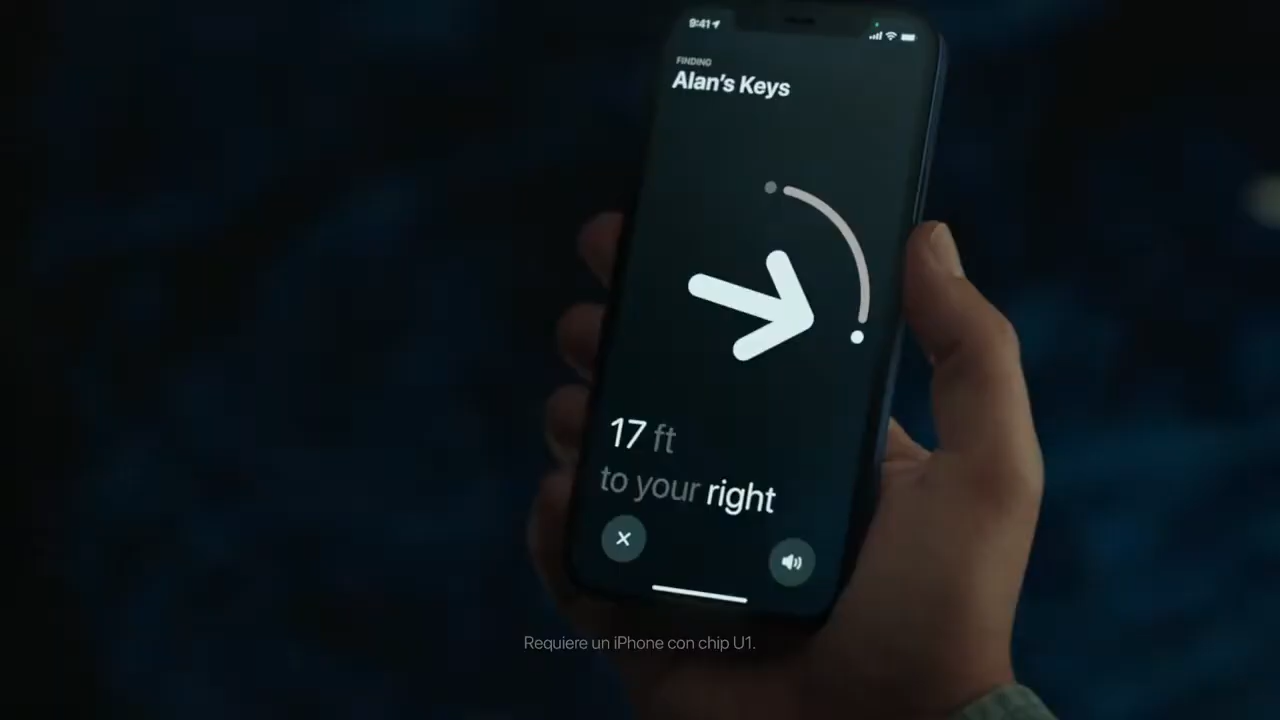 9:41
FINDING
Alan's Keys
17 ft
to your right
Requiere un iPhone con chip U1.